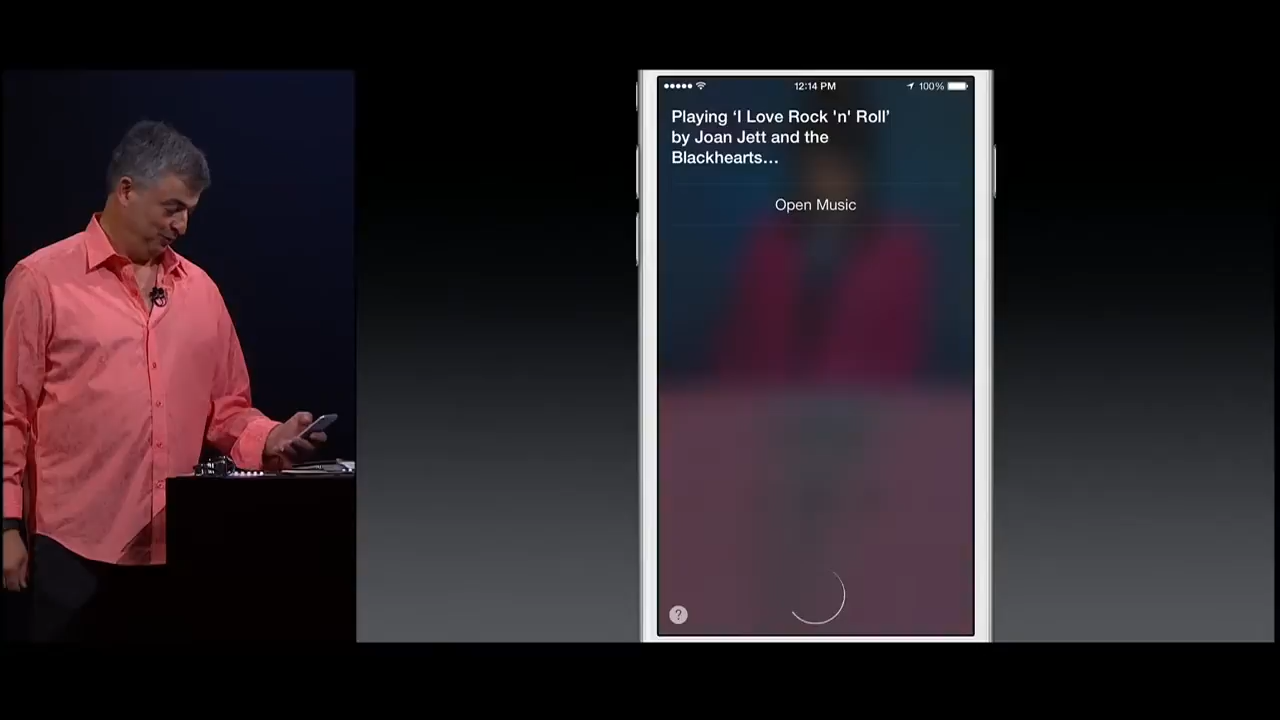 12:14 PM
100%
Playing ‘I Love Rock 'n' Roll’
by Joan Jett and the
Blackhearts…
Open Music
?